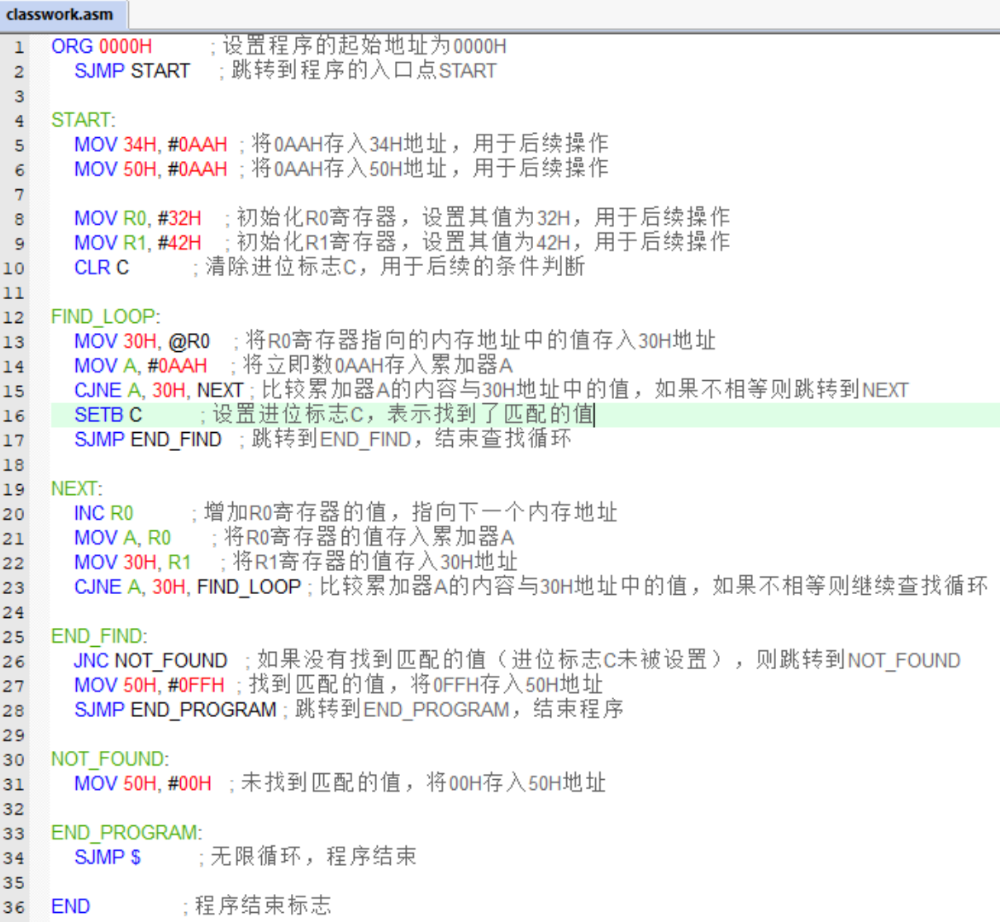 classwork.asm
1 ORG 0000H ;设置程序的起始地址为0000H
2 SJMP START ;跳转到程序的入口点START
3
4 START:
5 MOV 34H, #0AAH ;将0AAH存入34H地址，用于后续操作
6 MOV 50H, #0AAH ;将0AAH存入50H地址，用于后续操作
7
8 MOV R0, #32H ;初始化R0寄存器，设置其值为32H，用于后续操作
9 MOV R1, #42H ;初始化R1寄存器，设置其值为42H，用于后续操作
10 CLR C ;清除进位标志C，用于后续的条件判断
11
12 FIND_LOOP:
13 MOV 30H, @R0 ;将R0寄存器指向的内存地址中的值存入30H地址
14 MOV A, #0AAH ;将立即数0AAH存入累加器A
15 CJNE A, 30H, NEXT ;比较累加器A的内容与30H地址中的值，如果不相等则跳转到NEXT
16 SETB C ;设置进位标志C，表示找到了匹配的值
17 SJMP END_FIND ;跳转到END_FIND，结束查找循环
18
19 NEXT:
20 INC R0 ;增加R0寄存器的值，指向下一个内存地址
21 MOV A, R0 ;将R0寄存器的值存入累加器A
22 MOV 30H, R1 ;将R1寄存器的值存入30H地址
23 CJNE A, 30H, FIND_LOOP ;比较累加器A的内容与30H地址中的值，如果不相等则继续查找循环
24
25 END_FIND:
26 JNC NOT_FOUND ;如果没有找到匹配的值（进位标志C未被设置），则跳转到NOT_FOUND
27 MOV 50H, #0FFH ;找到匹配的值，将0FFH存入50H地址
28 SJMP END_PROGRAM ;跳转到END_PROGRAM，结束程序
29
30 NOT_FOUND:
31 MOV 50H, #00H ;未找到匹配的值，将00H存入50H地址
32
33 END_PROGRAM:
34 SJMP $ ;无限循环，程序结束
35
36 END ;程序结束标志